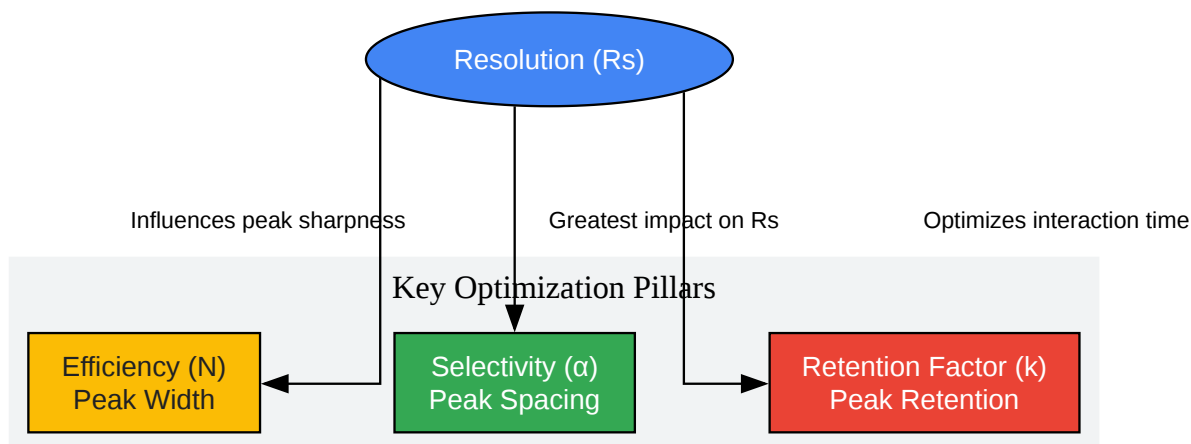 Resolution (Rs)
Influences peak sharpness
Greatest impact on Rs
Optimizes interaction time
Key Optimization Pillars
Efficiency (N)
Peak Width
Selectivity (α)
Peak Spacing
Retention Factor (k)
Peak Retention